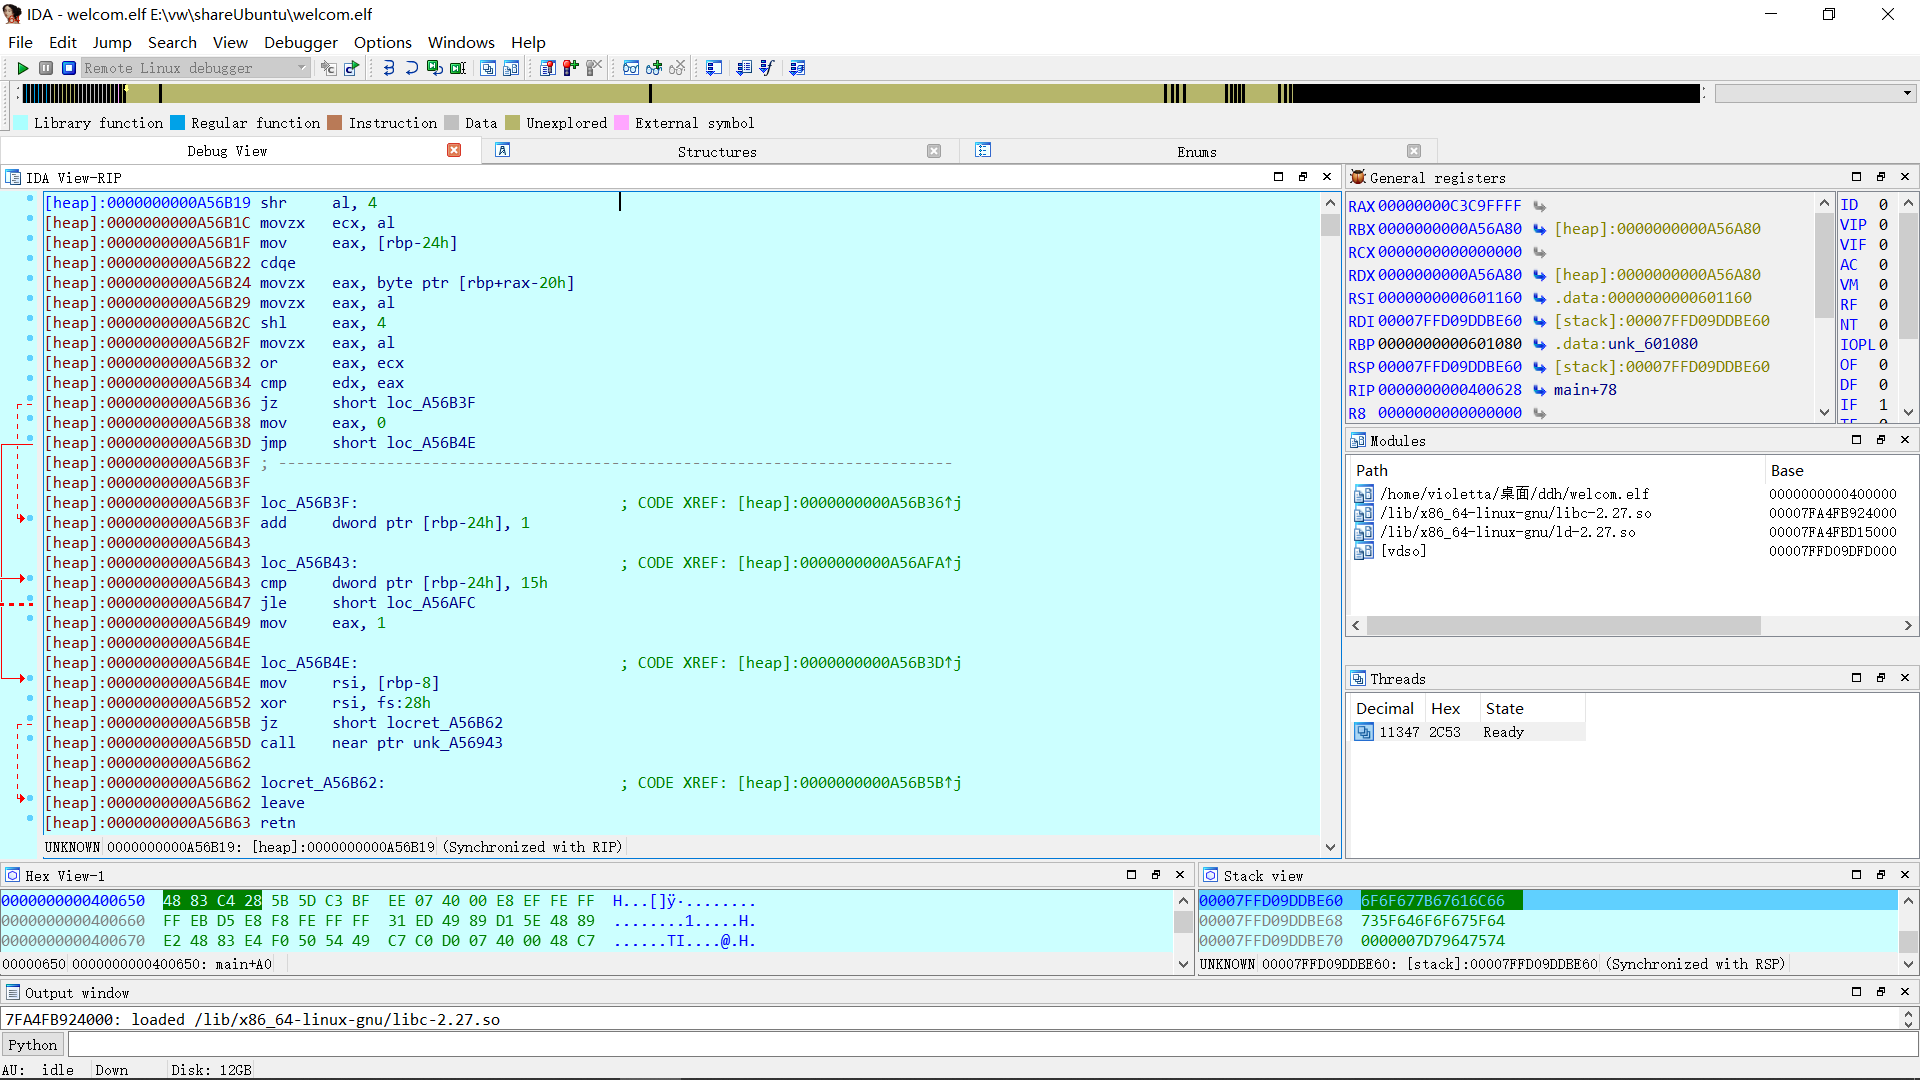 IDA - welcom.elf E:\vw\shareUbuntu\welcom.elf
File Edit Jump Search View Debugger Options Windows Help
Remote Linux debugger
Library function Regular function Instruction Data Unexplored External symbol
Debug View Structures Enums
IDA View-RIP
[heap]:0000000000A56B19 shr al, 4
[heap]:0000000000A56B1C movzx ecx, al
[heap]:0000000000A56B1F mov eax, [rbp-24h]
[heap]:0000000000A56B22 cdqe
[heap]:0000000000A56B24 movzx eax, byte ptr [rbp+rax-20h]
[heap]:0000000000A56B29 movzx eax, al
[heap]:0000000000A56B2C shl eax, 4
[heap]:0000000000A56B2F movzx eax, al
[heap]:0000000000A56B32 or eax, ecx
[heap]:0000000000A56B34 cmp edx, eax
[heap]:0000000000A56B36 jz short loc_A56B3F
[heap]:0000000000A56B38 mov eax, 0
[heap]:0000000000A56B3D jmp short loc_A56B4E
[heap]:0000000000A56B3F ; ---------------------------------------------------------------------------
[heap]:0000000000A56B3F
[heap]:0000000000A56B3F loc_A56B3F: ; CODE XREF: [heap]:0000000000A56B36↑j
[heap]:0000000000A56B3F add dword ptr [rbp-24h], 1
[heap]:0000000000A56B43
[heap]:0000000000A56B43 loc_A56B43: ; CODE XREF: [heap]:0000000000A56AFA↑j
[heap]:0000000000A56B43 cmp dword ptr [rbp-24h], 15h
[heap]:0000000000A56B47 jle short loc_A56AFC
[heap]:0000000000A56B49 mov eax, 1
[heap]:0000000000A56B4E
[heap]:0000000000A56B4E loc_A56B4E: ; CODE XREF: [heap]:0000000000A56B3D↑j
[heap]:0000000000A56B4E mov rsi, [rbp-8]
[heap]:0000000000A56B52 xor rsi, fs:28h
[heap]:0000000000A56B5B jz short locret_A56B62
[heap]:0000000000A56B5D call near ptr unk_A56943
[heap]:0000000000A56B62
[heap]:0000000000A56B62 locret_A56B62: ; CODE XREF: [heap]:0000000000A56B5B↑j
[heap]:0000000000A56B62 leave
[heap]:0000000000A56B63 retn
UNKNOWN 0000000000A56B19: [heap]:0000000000A56B19 (Synchronized with RIP)
General registers
RAX 00000000C3C9FFFF
RBX 0000000000A56A80 [heap]:0000000000A56A80
RCX 0000000000000000
RDX 0000000000A56A80 [heap]:0000000000A56A80
RSI 0000000000601160 .data:0000000000601160
RDI 00007FFD09DDBE60 [stack]:00007FFD09DDBE60
RBP 0000000000601080 .data:unk_601080
RSP 00007FFD09DDBE60 [stack]:00007FFD09DDBE60
RIP 0000000000400628 main+78
R8 0000000000000000
ID 0
VIP 0
VIF 0
AC 0
VM 0
RF 0
NT 0
IOPL 0
OF 0
DF 0
IF 1
Modules
Path Base
/home/violetta/桌面/ddh/welcom.elf 0000000000400000
/lib/x86_64-linux-gnu/libc-2.27.so 00007FA4FB924000
/lib/x86_64-linux-gnu/ld-2.27.so 00007FA4FBD15000
[vdso] 00007FFD09DFD000
Threads
Decimal Hex State
11347 2C53 Ready
Hex View-1
0000000000400650 48 83 C4 28 5B 5D C3 BF EE 07 40 00 E8 EF FE FF H...[]ÿ·........
0000000000400660 FF EB D5 E8 F8 FE FF FF 31 ED 49 89 D1 5E 48 89 ......1.....H.
0000000000400670 E2 48 83 E4 F0 50 54 49 C7 C0 D0 07 40 00 48 C7 ......TI....@.H.
00000650 0000000000400650: main+A0
Stack view
00007FFD09DDBE60 6F6F677B67616C66
00007FFD09DDBE68 735F646F6F675F64
00007FFD09DDBE70 0000007D79647574
UNKNOWN 00007FFD09DDBE60: [stack]:00007FFD09DDBE60 (Synchronized with RSP)
Output window
7FA4FB924000: loaded /lib/x86_64-linux-gnu/libc-2.27.so
Python
AU: idle Down Disk: 12GB